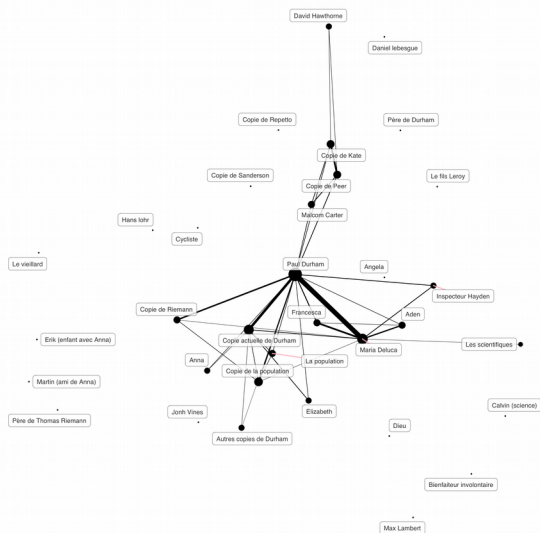 David Hawthorne
Daniel lebesgue
Copie de Repetto
Père de Durham
Copie de Kate
Copie de Sanderson
Copie de Peer
Le fils Leroy
Malcom Carter
Hans lohr
Cycliste
Le vieillard
Paul Durham
Angela
Inspecteur Hayden
Copie de Riemann
Francesca
Aden
Erik (enfant avec Anna)
Copie actuelle de Durham
Maria Deluca
Les scientifiques
Anna
La population
Copie de la population
Martin (ami de Anna)
Père de Thomas Riemann
Jonh Vines
Elizabeth
Calvin (science)
Autres copies de Durham
Dieu
Bienfaiteur involontaire
Max Lambert